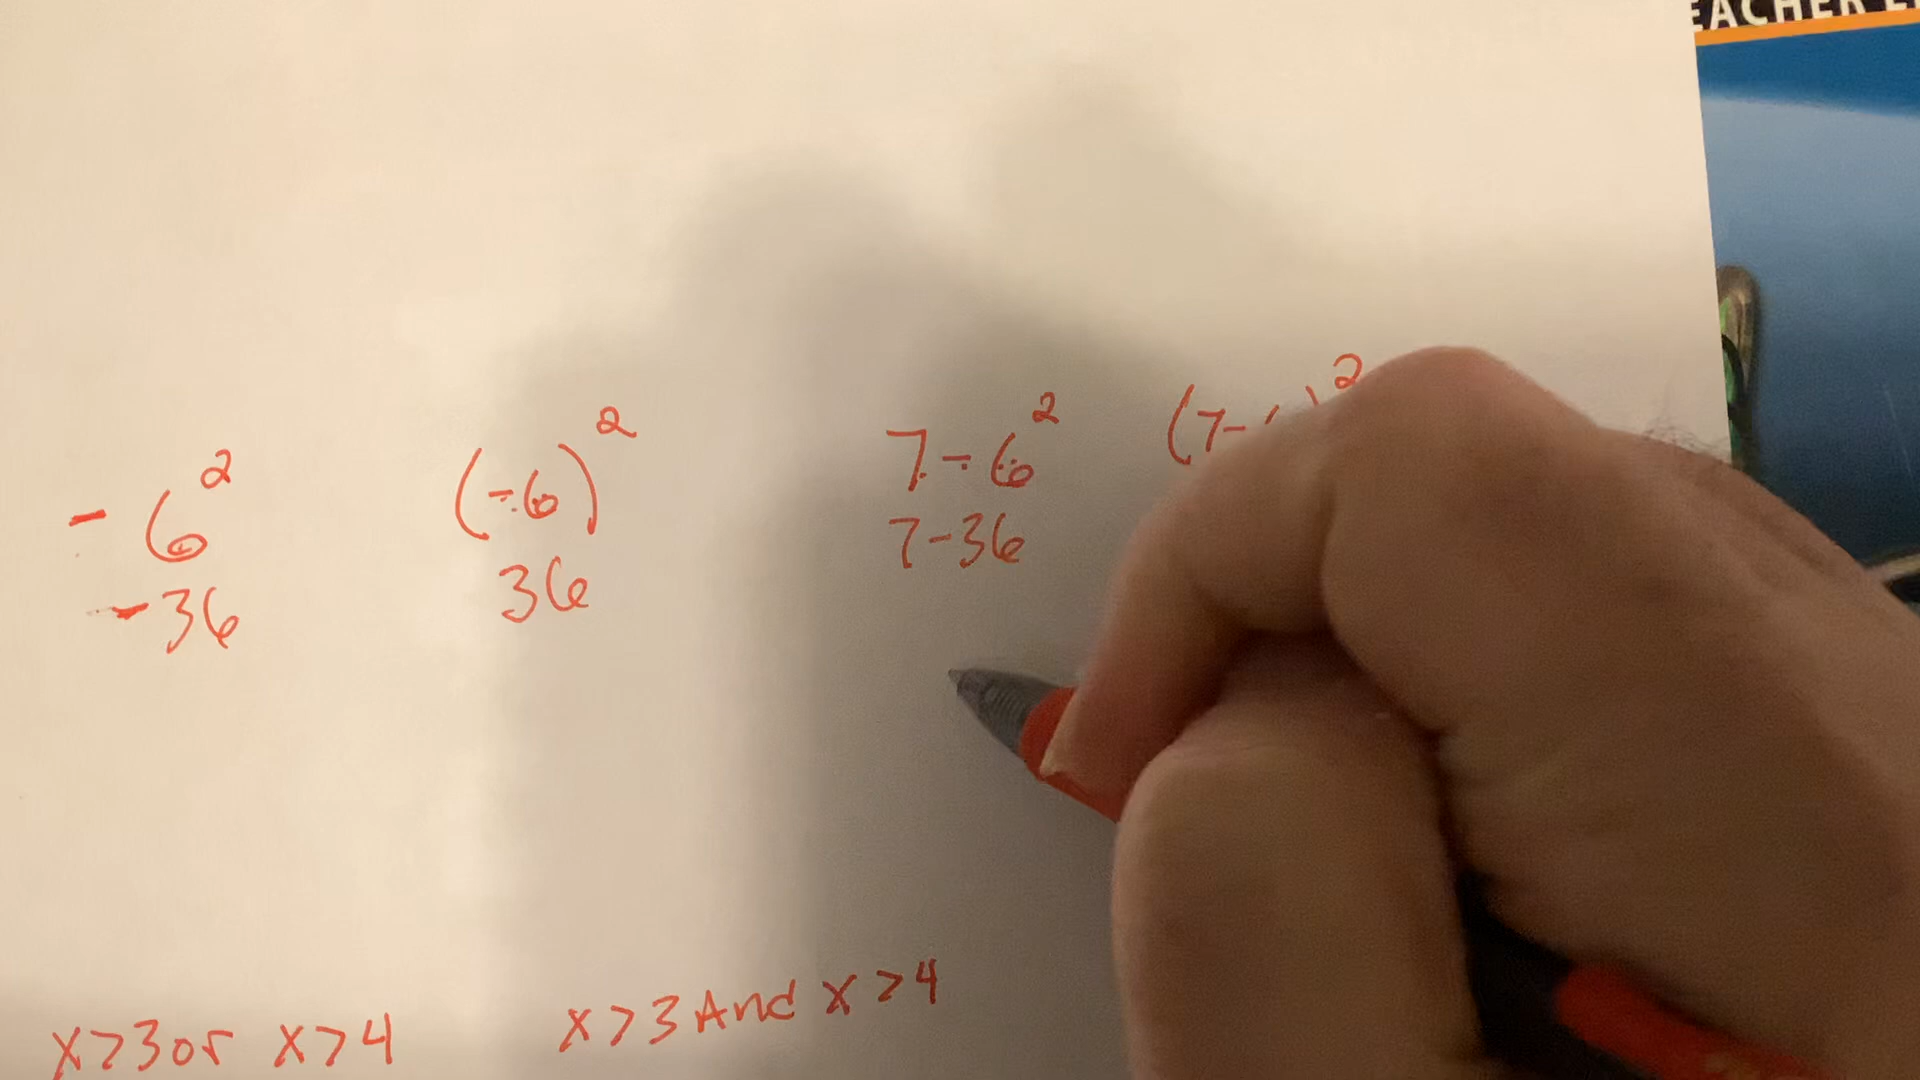 EACHER
-6² (-6)² 7-6² (7-
-36 36 7-36
x>3 or x>4 x>3 And x>4